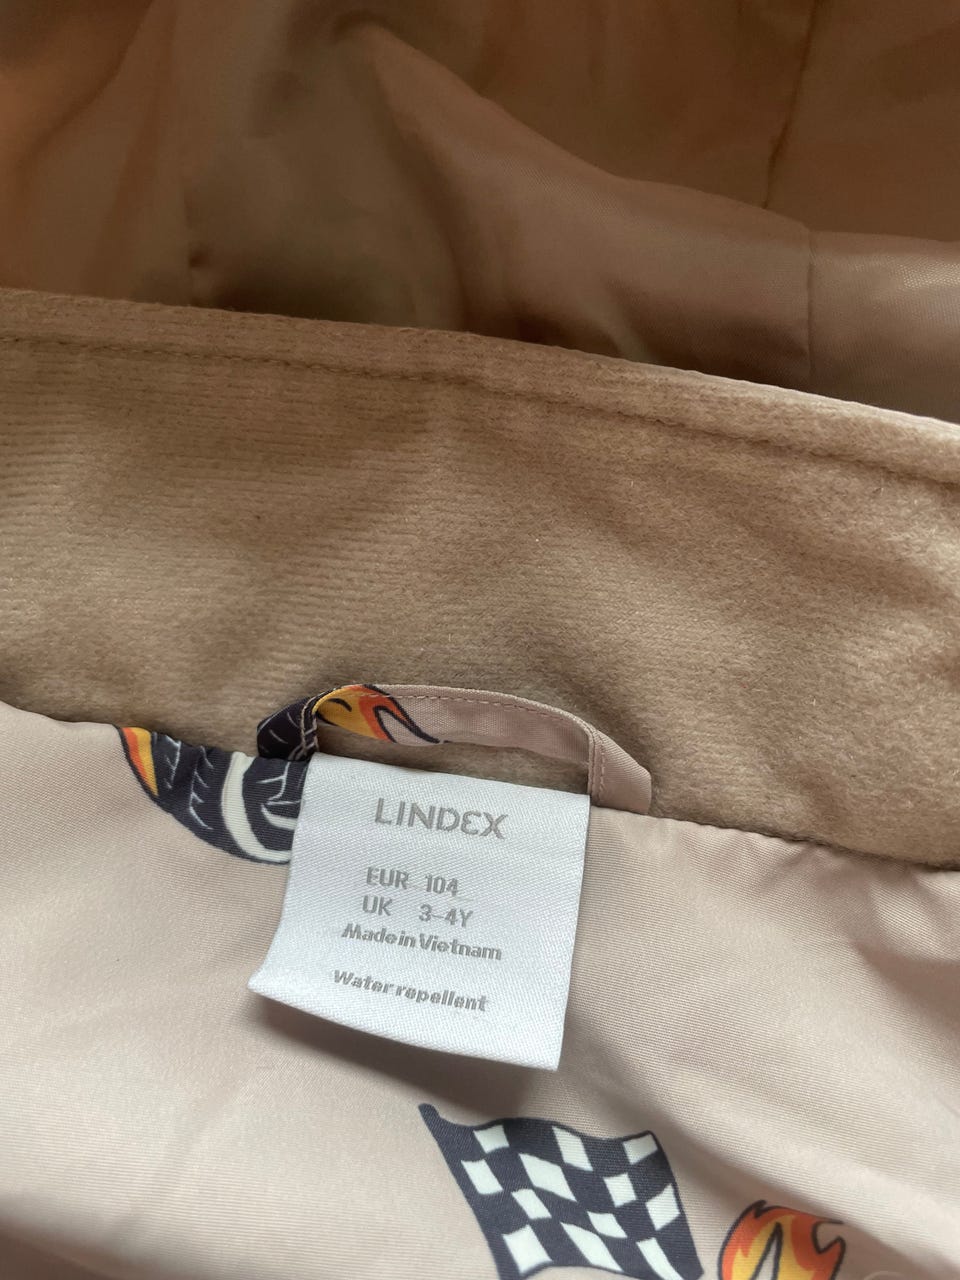 LINDEX
EUR 104
UK 3-4Y
Made in Vietnam
Water repellent